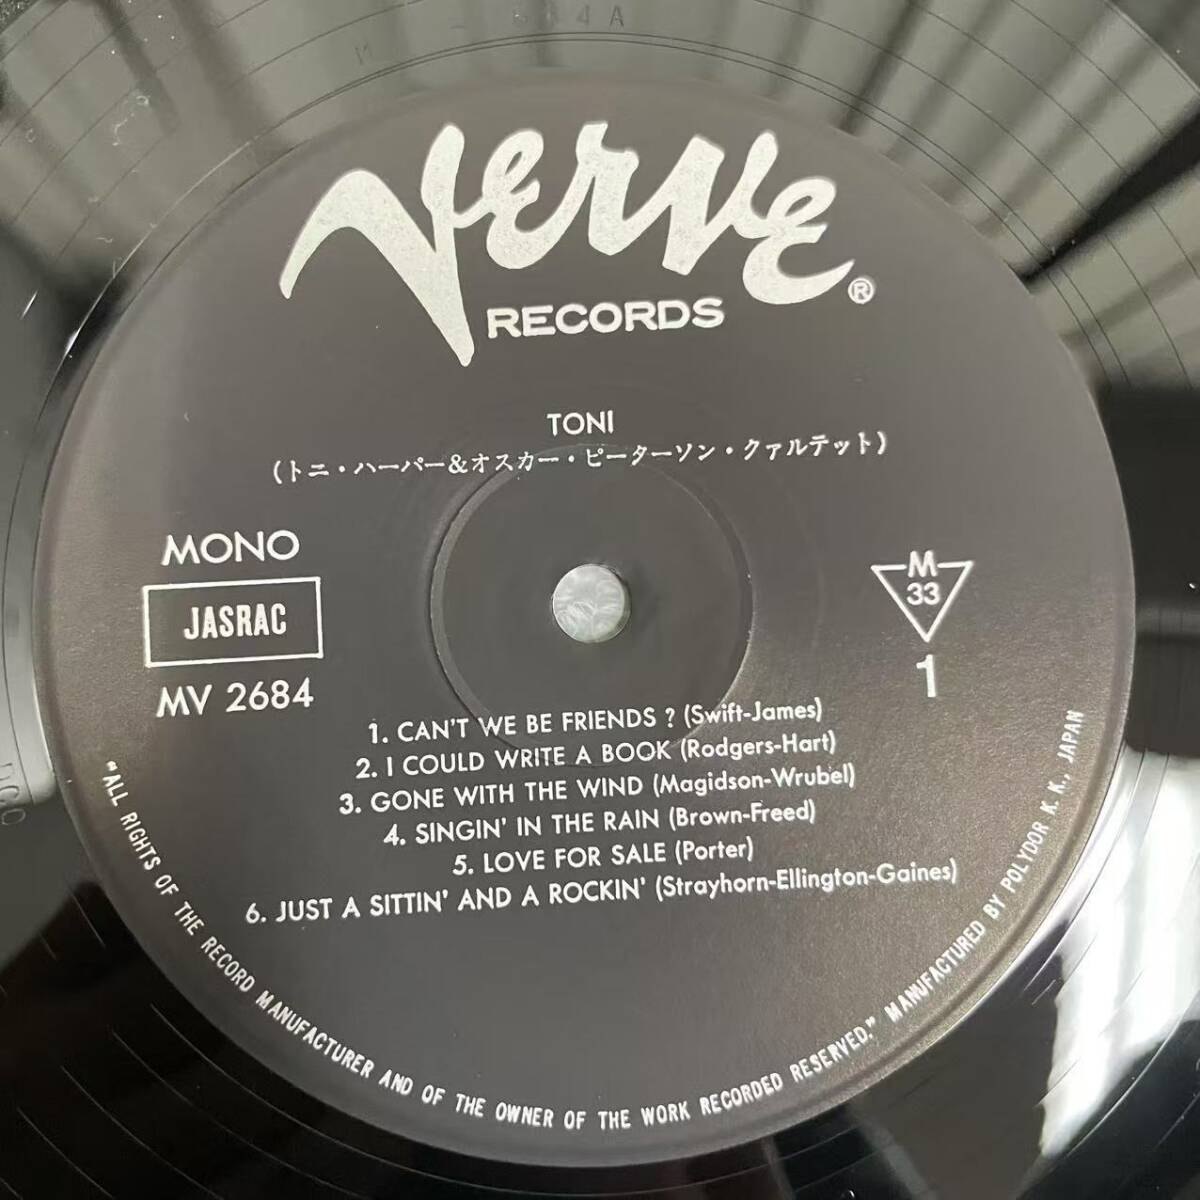 Verve ®
RECORDS
TONI
(トニ・ハーパー&オスカー・ピーターソン・クァルテット)
MONO
JASRAC
MV 2684
M
33
1
1. CAN'T WE BE FRIENDS ? (Swift-James)
2. I COULD WRITE A BOOK (Rodgers-Hart)
3. GONE WITH THE WIND (Magidson-Wrubel)
4. SINGIN' IN THE RAIN (Brown-Freed)
5. LOVE FOR SALE (Porter)
6. JUST A SITTIN' AND A ROCKIN' (Strayhorn-Ellington-Gaines)
"ALL RIGHTS OF THE RECORD MANUFACTURER AND OF THE OWNER OF THE WORK RECORDED RESERVED." MANUFACTURED BY POLYDOR K. K., JAPAN